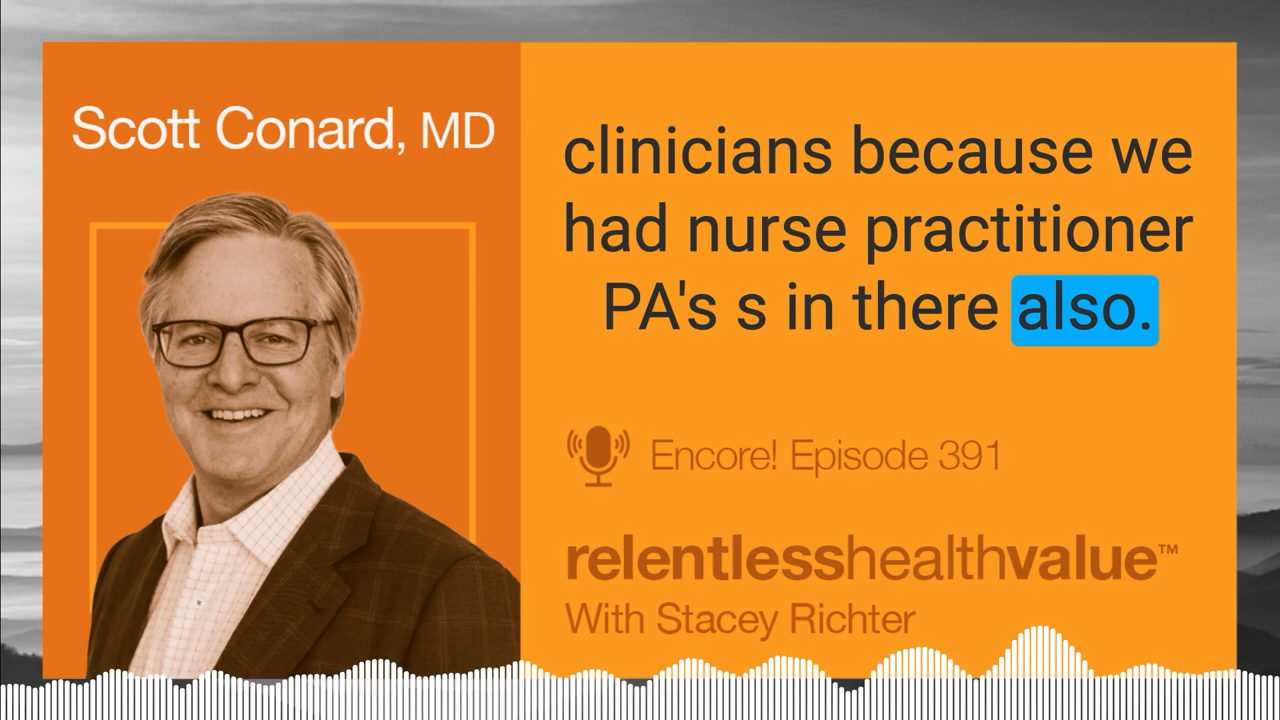 Scott Conard, MD
clinicians because we
had nurse practitioner
PA's s in there also.
Encore! Episode 391
relentlesshealthvalue™
With Stacey Richter